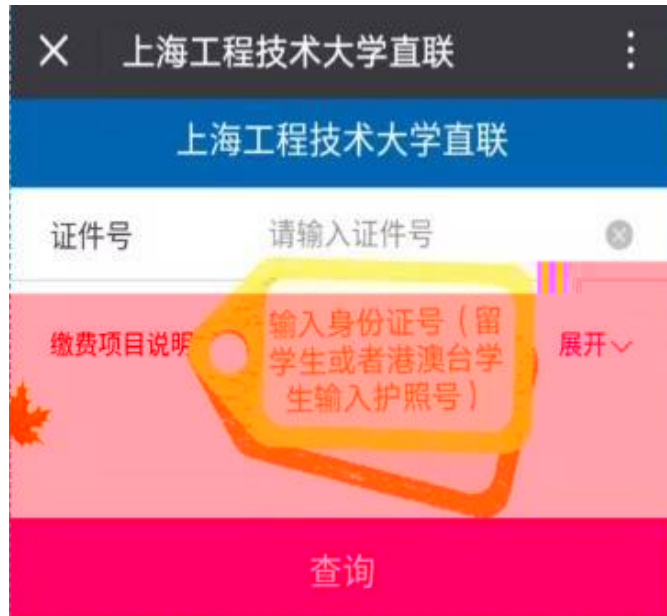 上海工程技术大学直联
上海工程技术大学直联
证件号 请输入证件号
缴费项目说明 展开
输入身份证号（留
学生或者港澳台学
生输入护照号）
查询